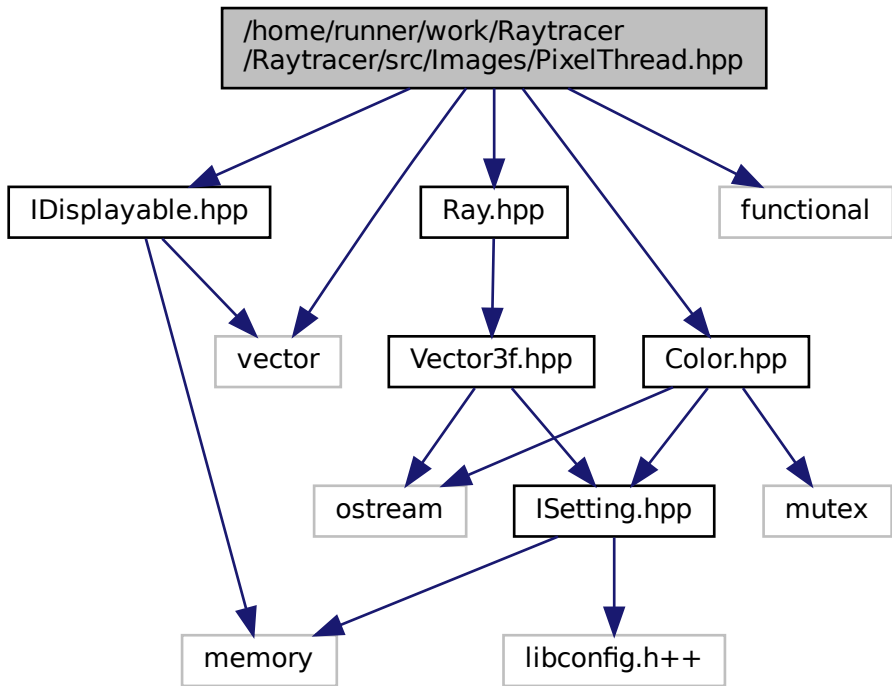 /home/runner/work/Raytracer
/Raytracer/src/Images/PixelThread.hpp
IDisplayable.hpp
Ray.hpp
functional
vector
Vector3f.hpp
Color.hpp
ostream
ISetting.hpp
mutex
memory
libconfig.h++